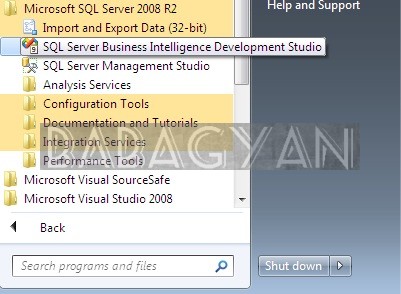 Microsoft SQL Server 2008 R2
Import and Export Data (32-bit)
SQL Server Business Intelligence Development Studio
SQL Server Management Studio
Analysis Services
Configuration Tools
Documentation and Tutorials
Integration Services
Performance Tools
Microsoft Visual SourceSafe
Microsoft Visual Studio 2008
Back
Search programs and files
Help and Support
Shut down
BABAGYAN